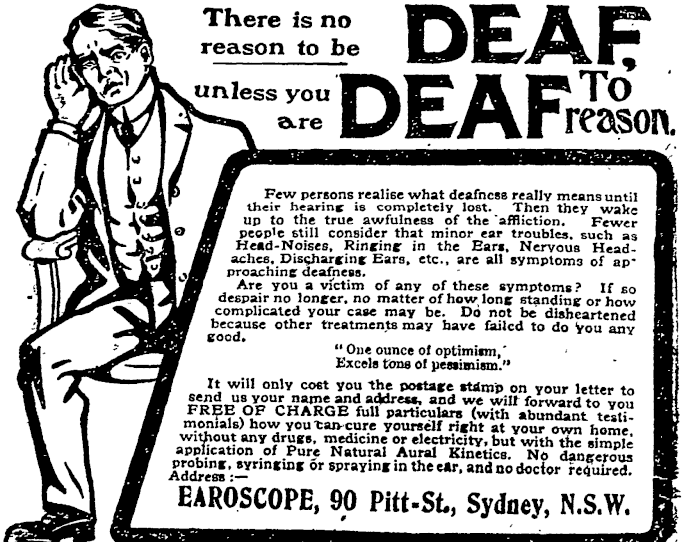 There is no
reason to be DEAF,
unless you
are DEAF To
reason.
Few persons realise what deafness really means until
their hearing is completely lost. Then they wake
up to the true awfulness of the affliction. Fewer
people still consider that minor ear troubles, such as
Head-Noises, Ringing in the Ears, Nervous Head-
aches, Discharging Ears, etc., are all symptoms of ap-
proaching deafness.
Are you a victim of any of these symptoms? If so
despair no longer, no matter of how long standing or how
complicated your case may be. Do not be disheartened
because other treatments may have failed to do you any
good.
"One ounce of optimism,
Excels tons of pessimism."
It will only cost you the postage stamp on your letter to
send us your name and address, and we will forward to you
FREE OF CHARGE full particulars (with abundant testi-
monials) how you can cure yourself right at your own home,
without any drugs, medicine or electricity, but with the simple
application of Pure Natural Aural Kinetics. No dangerous
probing, syringing or spraying in the ear, and no doctor required.
Address :—
EAROSCOPE, 90 Pitt-St., Sydney, N.S.W.